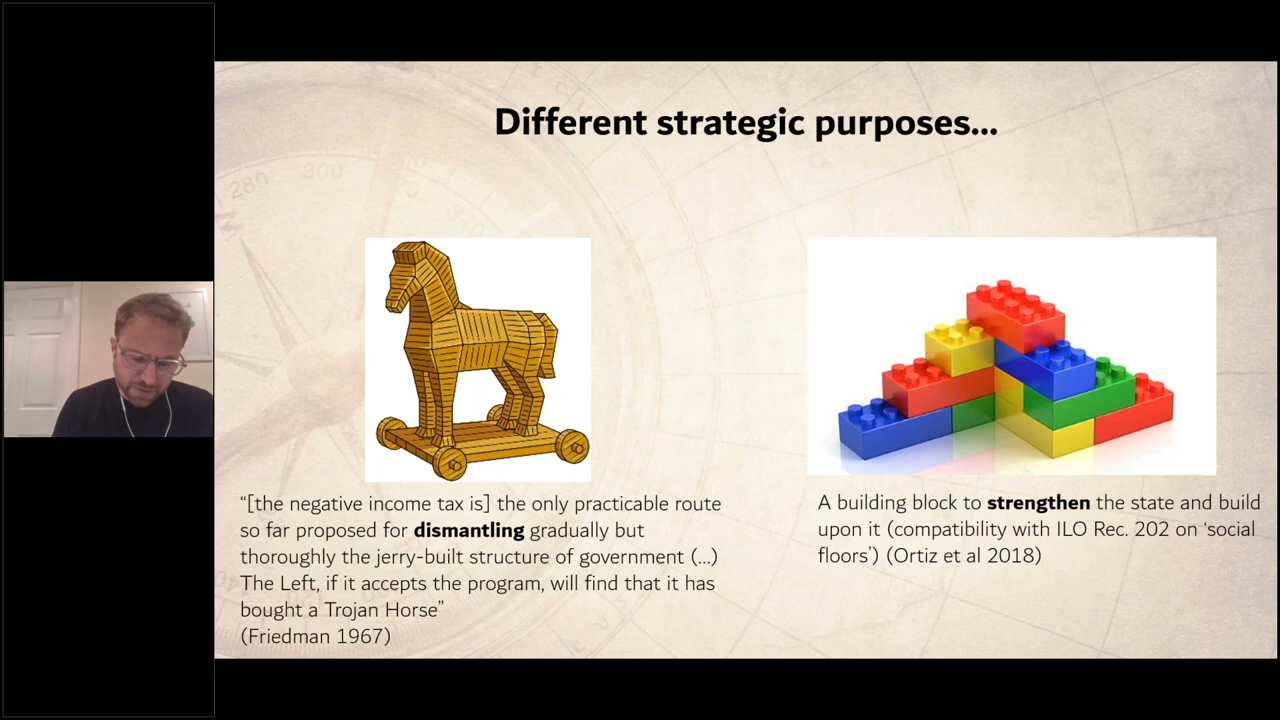 Different strategic purposes...
“[the negative income tax is] the only practicable route
so far proposed for dismantling gradually but
thoroughly the jerry-built structure of government (...)
The Left, if it accepts the program, will find that it has
bought a Trojan Horse”
(Friedman 1967)
A building block to strengthen the state and build
upon it (compatibility with ILO Rec. 202 on ‘social
floors’) (Ortiz et al 2018)
280
300